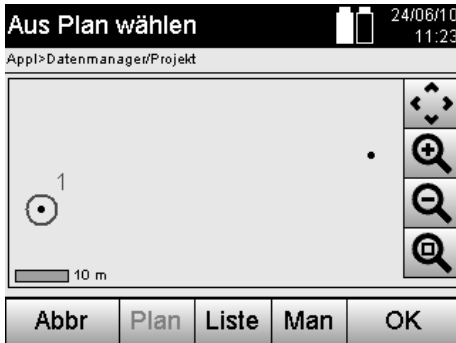 Aus Plan wählen
24/06/10
11:23
Appl>Datenmanager/Projekt
1
10 m
Abbr Plan Liste Man OK